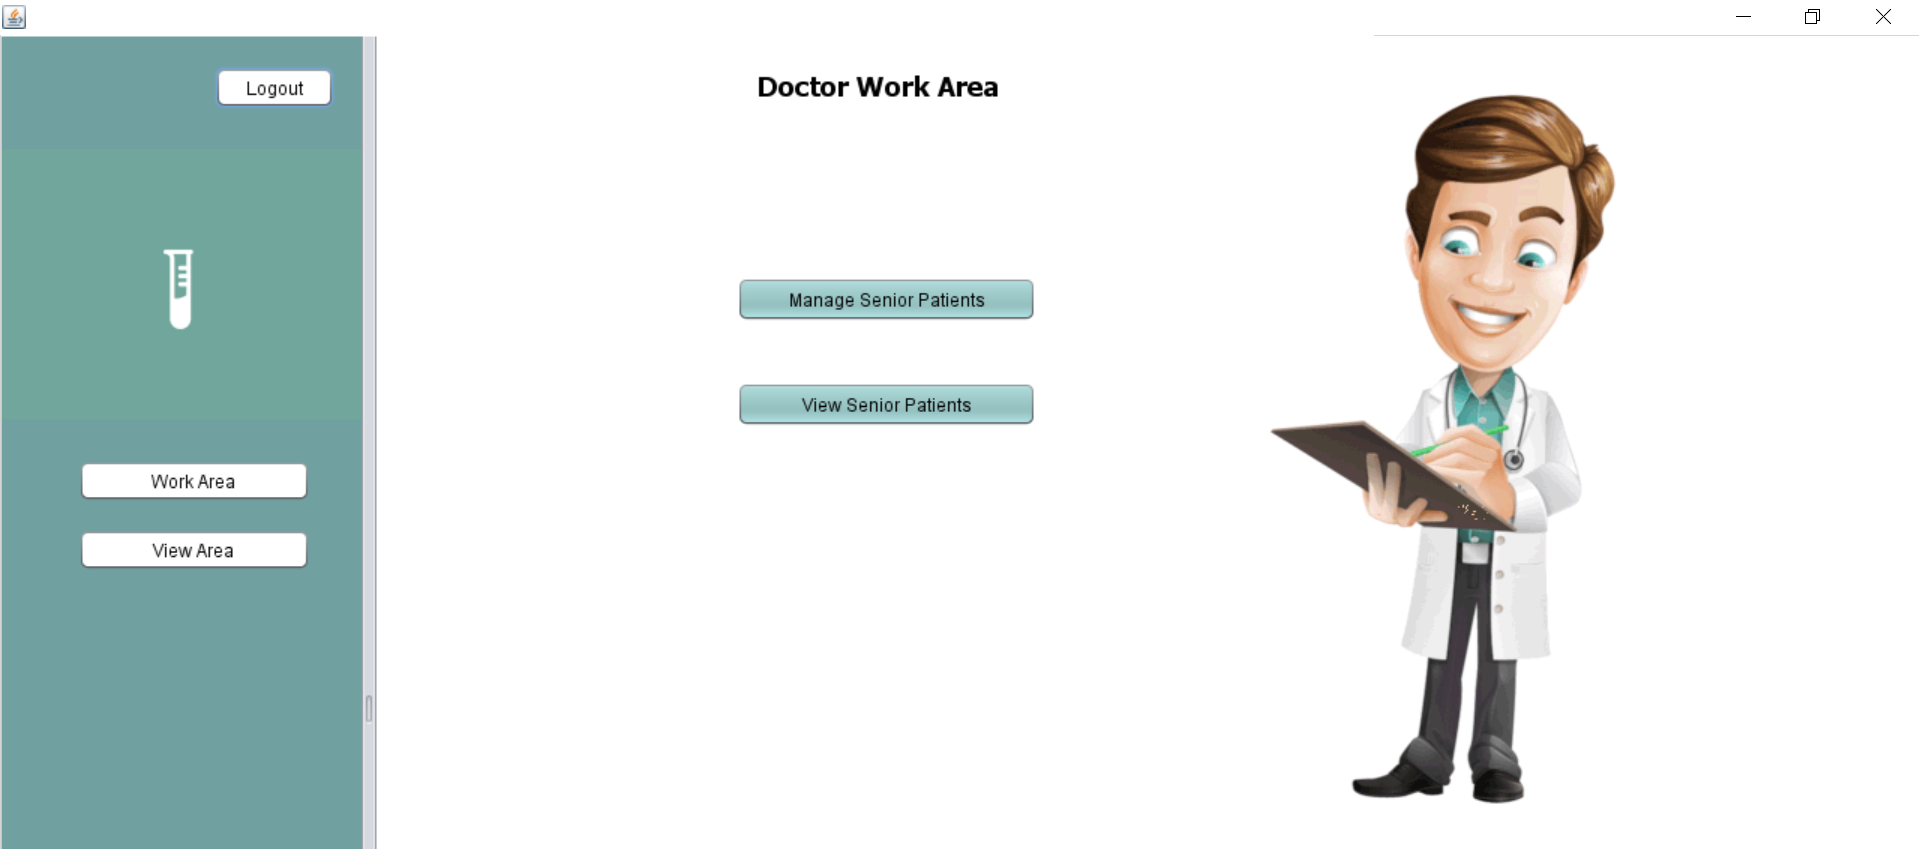 Logout
Doctor Work Area
Manage Senior Patients
View Senior Patients
Work Area
View Area